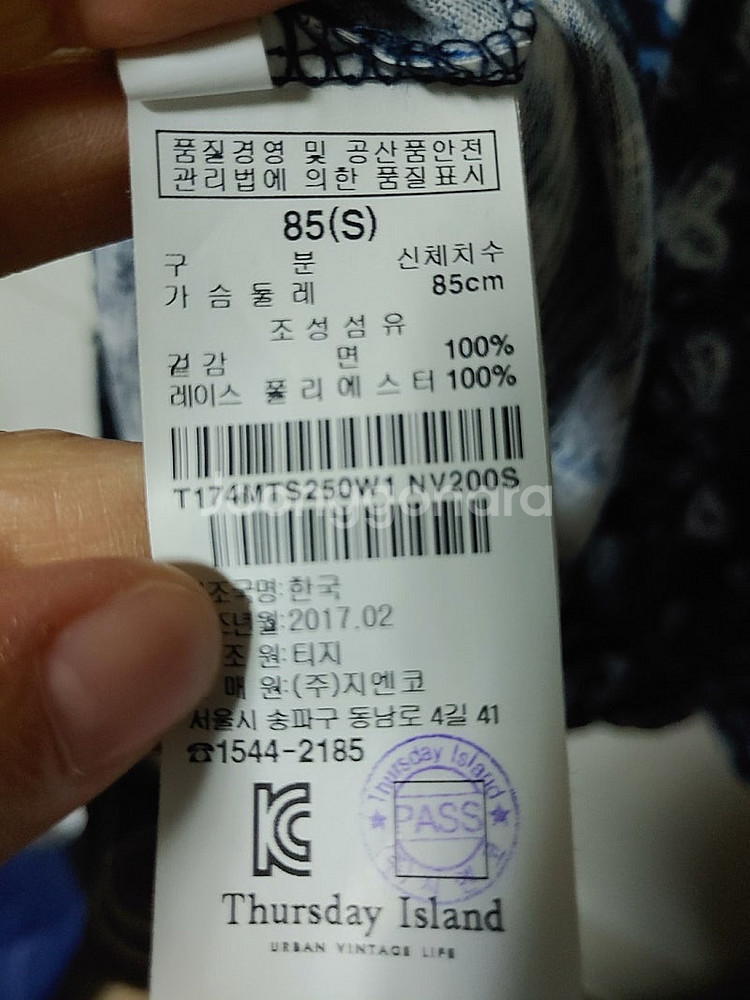 품질경영 및 공산품안전
관리법에 의한 품질표시
85(S)
구 분 신체치수
가슴둘레 85cm
조성섬유
겉감 면 100%
레이스 폴리에스터 100%
T174MTS250W1 NV200S
joonggonara
조국명:한국
년월:2017.02
조 원:티지
매 원:(주)지엔코
서울시 송파구 동남로 4길 41
☎1544-2185
Thursday Island
PASS
Thursday Island
URBAN VINTAGE LIFE